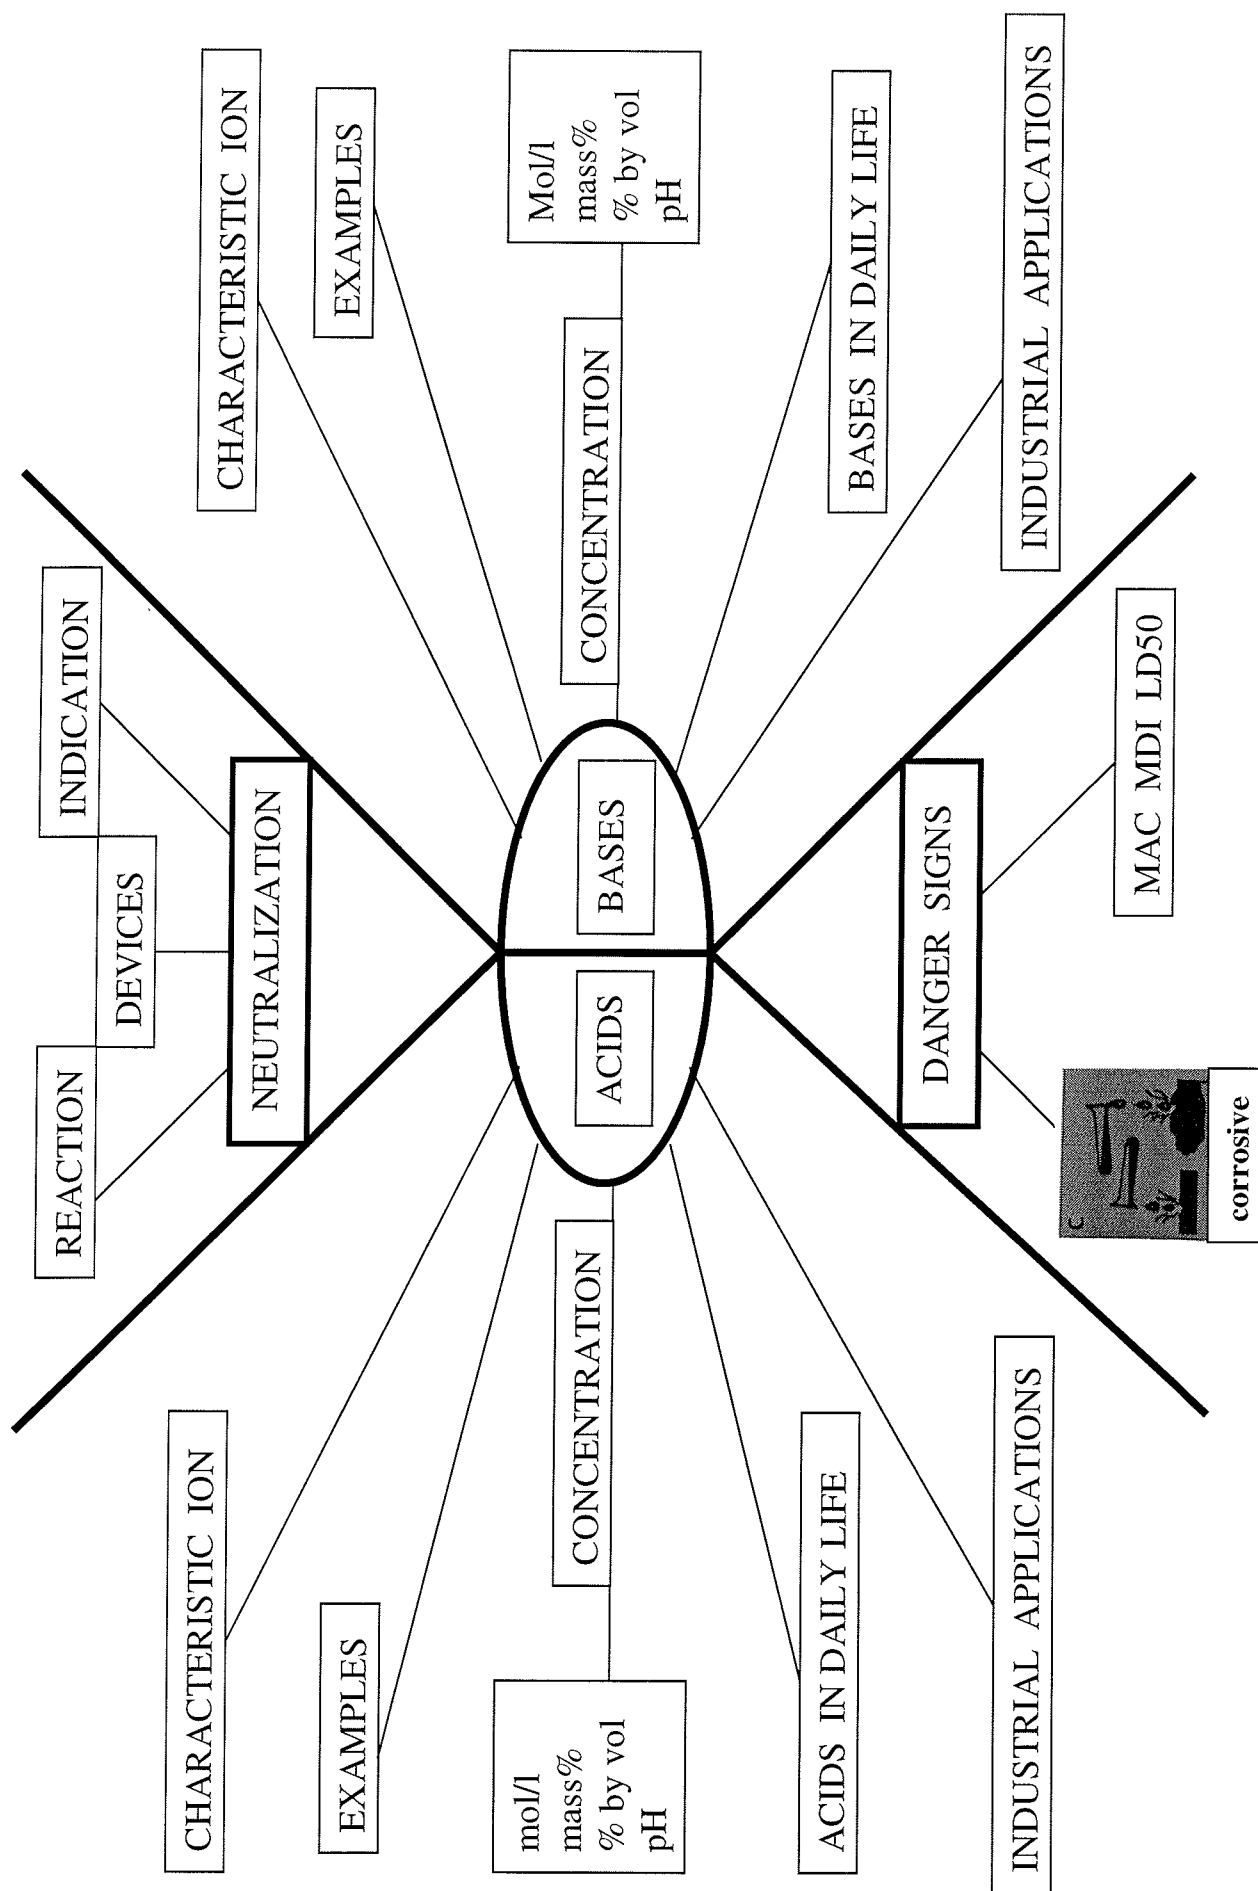 REACTION
DEVICES
INDICATION
NEUTRALIZATION
CHARACTERISTIC ION
EXAMPLES
CONCENTRATION
mol/l
mass%
% by vol
pH
ACIDS IN DAILY LIFE
INDUSTRIAL APPLICATIONS
ACIDS
BASES
CHARACTERISTIC ION
EXAMPLES
CONCENTRATION
Mol/l
mass%
% by vol
pH
BASES IN DAILY LIFE
INDUSTRIAL APPLICATIONS
DANGER SIGNS
C
corrosive
MAC MDI LD50